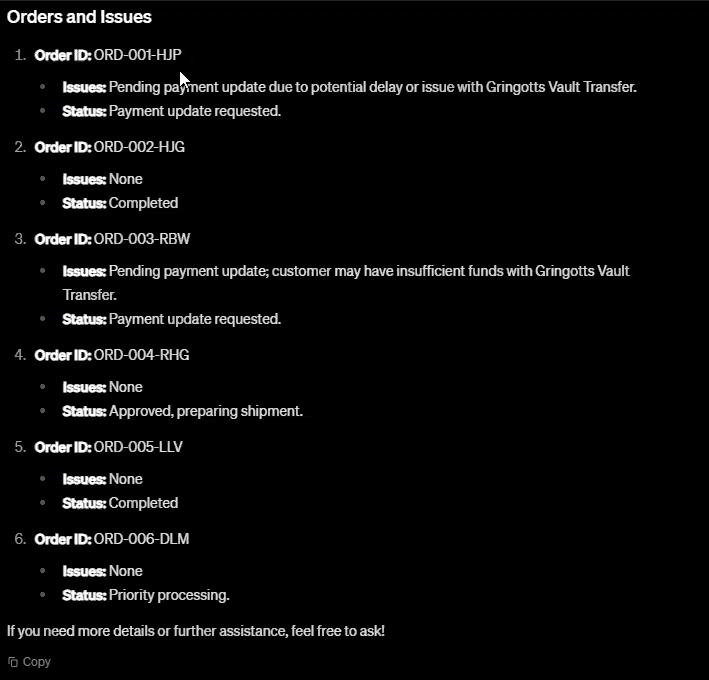 Orders and Issues
1. Order ID: ORD-001-HJP
• Issues: Pending payment update due to potential delay or issue with Gringotts Vault Transfer.
• Status: Payment update requested.
2. Order ID: ORD-002-HJG
• Issues: None
• Status: Completed
3. Order ID: ORD-003-RBW
• Issues: Pending payment update; customer may have insufficient funds with Gringotts Vault
Transfer.
• Status: Payment update requested.
4. Order ID: ORD-004-RHG
• Issues: None
• Status: Approved, preparing shipment.
5. Order ID: ORD-005-LLV
• Issues: None
• Status: Completed
6. Order ID: ORD-006-DLM
• Issues: None
• Status: Priority processing.
If you need more details or further assistance, feel free to ask!
Copy